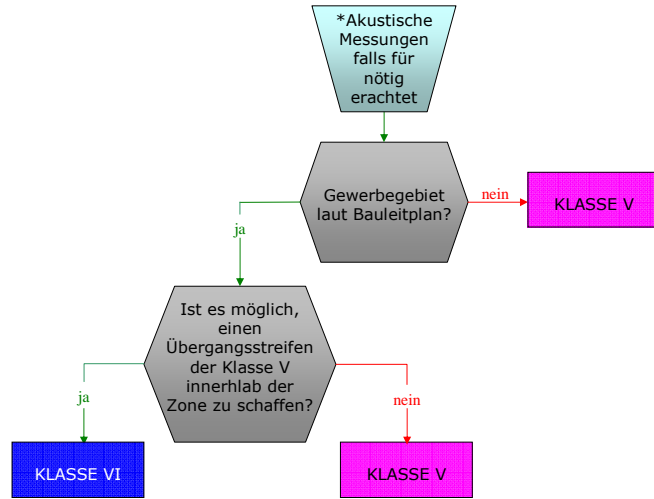 *Akustische
Messungen
falls für
nötig
erachtet
Gewerbegebiet
laut Bauleitplan?
nein
KLASSE V
ja
Ist es möglich,
einen
Übergangsstreifen
der Klasse V
innerhlab der
Zone zu schaffen?
ja
nein
KLASSE VI
KLASSE V